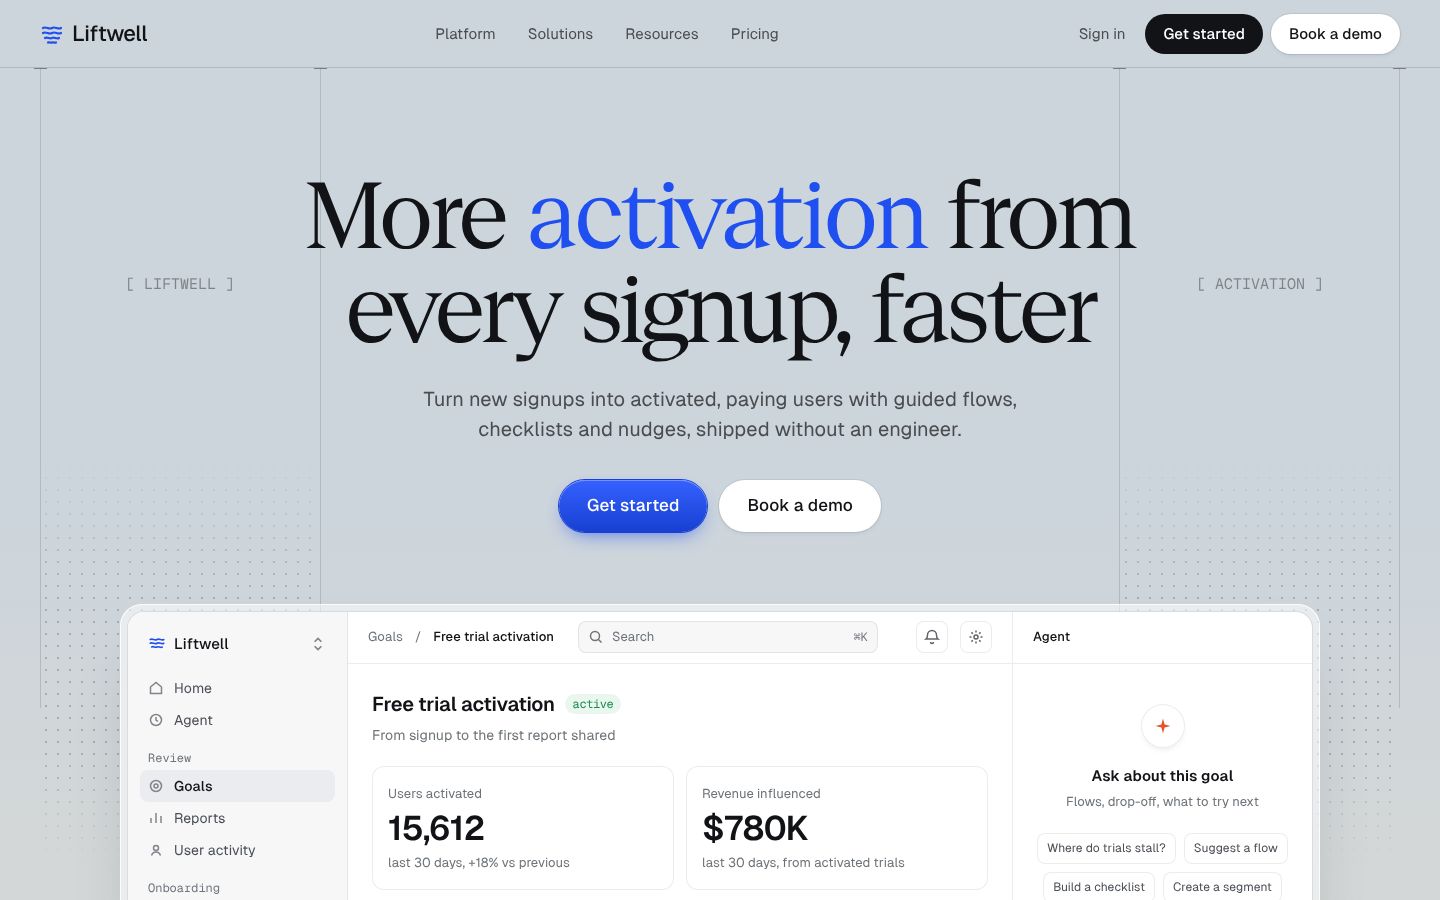 Liftwell
Platform
Solutions
Resources
Pricing
Sign in
Get started
Book a demo
[ LIFTWELL ]
[ ACTIVATION ]
More activation from
every signup, faster
Turn new signups into activated, paying users with guided flows,
checklists and nudges, shipped without an engineer.
Get started
Book a demo
Liftwell
Home
Agent
Review
Goals
Reports
User activity
Onboarding
Goals / Free trial activation
Search
⌘K
Free trial activation
active
From signup to the first report shared
Users activated
15,612
last 30 days, +18% vs previous
Revenue influenced
$780K
last 30 days, from activated trials
Agent
Ask about this goal
Flows, drop-off, what to try next
Where do trials stall?
Suggest a flow
Build a checklist
Create a segment